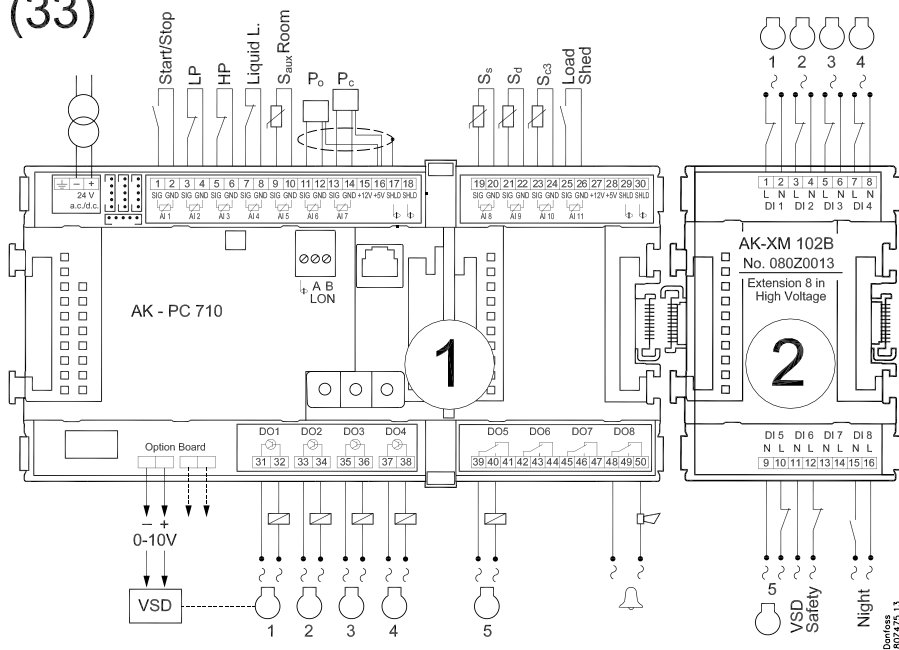 (33)
Start/Stop
LP
HP
Liquid L.
Saux Room
Po
Pc
Ss
Sd
Sc3
Load
Shed
1 2 3 4
– +
24 V
a.c./d.c.
1 2 3 4 5 6 7 8 9 10 11 12 13 14 15 16 17 18
SIG GND SIG GND SIG GND SIG GND SIG GND SIG GND SIG GND +12V +5V SHLD SHLD
AI 1 AI 2 AI 3 AI 4 AI 5 AI 6 AI 7
19 20 21 22 23 24 25 26 27 28 29 30
SIG GND SIG GND SIG GND SIG GND +12V +5V SHLD SHLD
AI 8 AI 9 AI 10 AI 11
1 2 3 4 5 6 7 8
L N L N L N L N
DI 1 DI 2 DI 3 DI 4
A B
LON
AK - PC 710
1
AK-XM 102B
No. 080Z0013
Extension 8 in
High Voltage
2
Option Board
DO1 DO2 DO3 DO4
31 32 33 34 35 36 37 38
DO5 DO6 DO7 DO8
39 40 41 42 43 44 45 46 47 48 49 50
DI 5 DI 6 DI 7 DI 8
N L N L N L N L
9 10 11 12 13 14 15 16
– +
0-10V
VSD
1 2 3 4 5
5
VSD
Safety
Night
Danfoss
80Z475.13